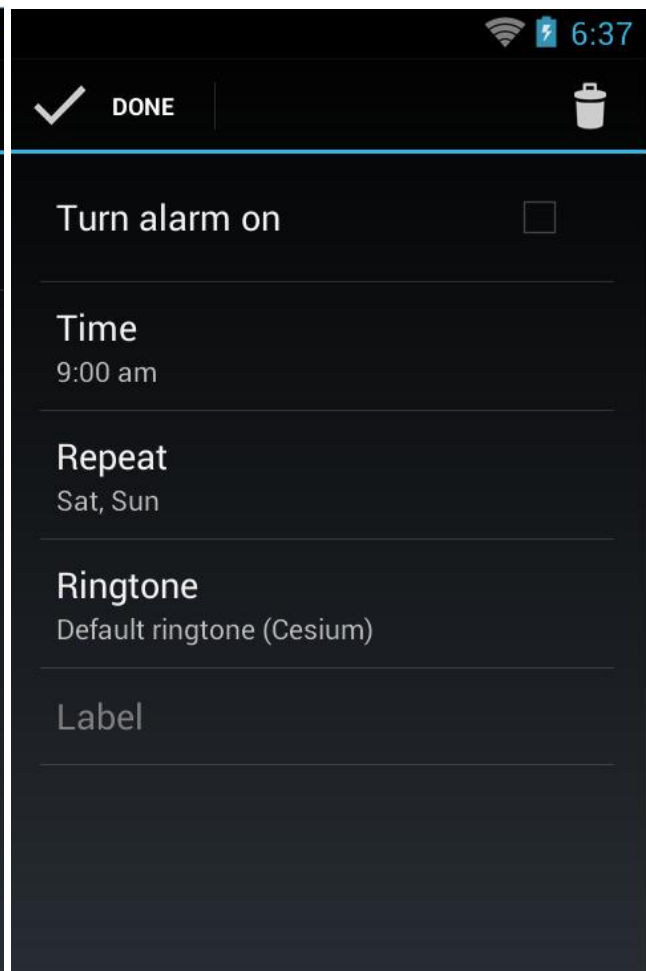 6:37
DONE
Turn alarm on
Time
9:00 am
Repeat
Sat, Sun
Ringtone
Default ringtone (Cesium)
Label